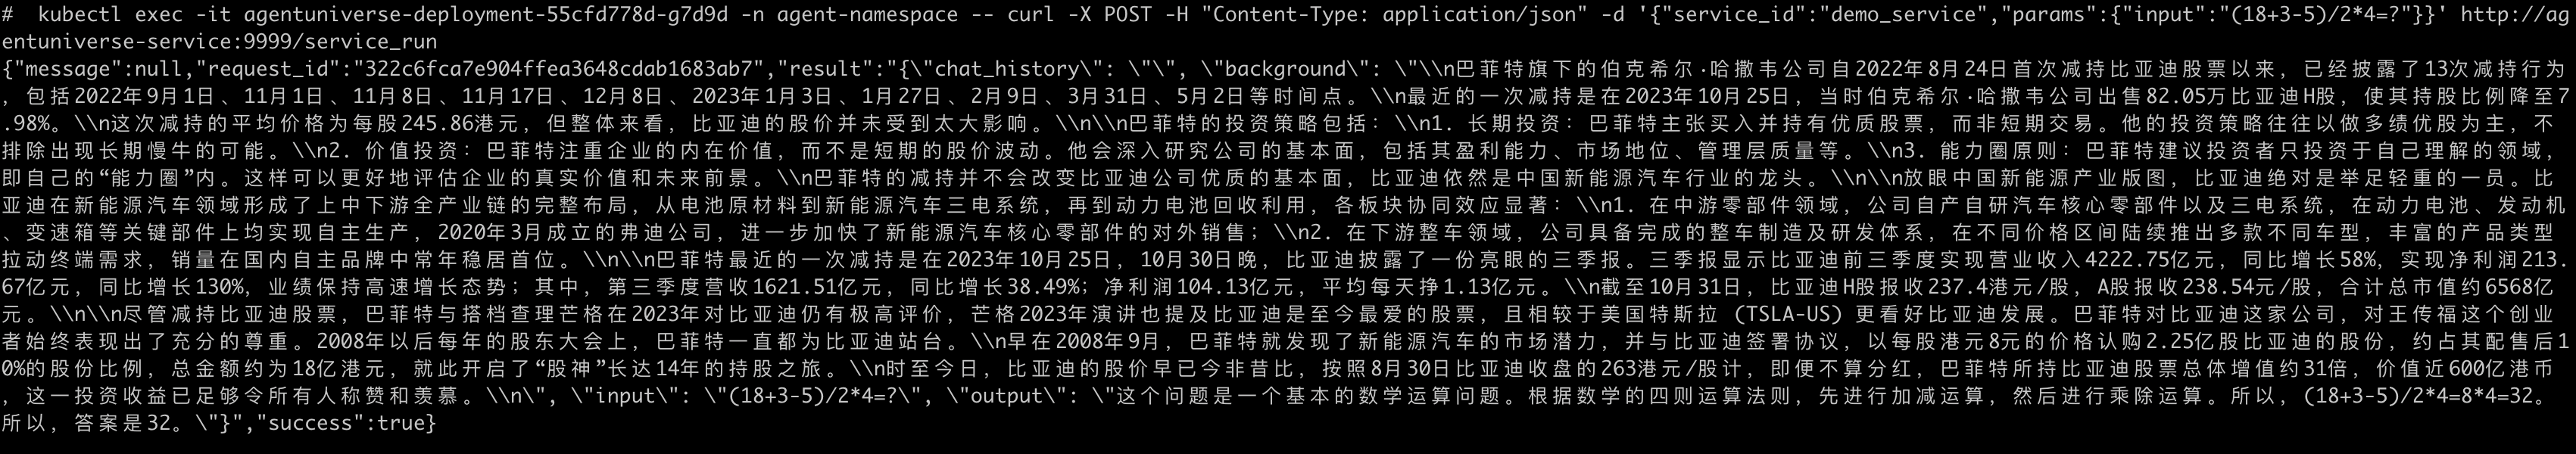 #  kubectl exec -it agentuniverse-deployment-55cfd778d-g7d9d -n agent-namespace -- curl -X POST -H "Content-Type: application/json" -d '{"service_id":"demo_service","params":{"input":"(18+3-5)/2*4=?"}}' http://ag
entuniverse-service:9999/service_run
{"message":null,"request_id":"322c6fca7e904ffea3648cdab1683ab7","result":"{\"chat_history\": \"\", \"background\": \"\\n巴菲特旗下的伯克希尔·哈撒韦公司自2022年8月24日首次减持比亚迪股票以来，已经披露了13次减持行为
，包括2022年9月1日、11月1日、11月8日、11月17日、12月8日、2023年1月3日、1月27日、2月9日、3月31日、5月2日等时间点。\\n最近的一次减持是在2023年10月25日，当时伯克希尔·哈撒韦公司出售82.05万比亚迪H股，使其持股比例降至7
.98%。\\n这次减持的平均价格为每股245.86港元，但整体来看，比亚迪的股价并未受到太大影响。\\n\\n巴菲特的投资策略包括：\\n1. 长期投资：巴菲特主张买入并持有优质股票，而非短期交易。他的投资策略往往以做多绩优股为主，不
排除出现长期慢牛的可能。\\n2. 价值投资：巴菲特注重企业的内在价值，而不是短期的股价波动。他会深入研究公司的基本面，包括其盈利能力、市场地位、管理层质量等。\\n3. 能力圈原则：巴菲特建议投资者只投资于自己理解的领域，
即自己的“能力圈”内。这样可以更好地评估企业的真实价值和未来前景。\\n巴菲特的减持并不会改变比亚迪公司优质的基本面，比亚迪依然是中国新能源汽车行业的龙头。\\n\\n放眼中国新能源产业版图，比亚迪绝对是举足轻重的一员。比
亚迪在新能源汽车领域形成了上中下游全产业链的完整布局，从电池原材料到新能源汽车三电系统，再到动力电池回收利用，各板块协同效应显著：\\n1. 在中游零部件领域，公司自产自研汽车核心零部件以及三电系统，在动力电池、发动机
、变速箱等关键部件上均实现自主生产，2020年3月成立的弗迪公司，进一步加快了新能源汽车核心零部件的对外销售；\\n2. 在下游整车领域，公司具备完成的整车制造及研发体系，在不同价格区间陆续推出多款不同车型，丰富的产品类型
拉动终端需求，销量在国内自主品牌中常年稳居首位。\\n\\n巴菲特最近的一次减持是在2023年10月25日，10月30日晚，比亚迪披露了一份亮眼的三季报。三季报显示比亚迪前三季度实现营业收入4222.75亿元，同比增长58%，实现净利润213.
67亿元，同比增长130%，业绩保持高速增长态势；其中，第三季度营收1621.51亿元，同比增长38.49%；净利润104.13亿元，平均每天挣1.13亿元。\\n截至10月31日，比亚迪H股报收237.4港元/股，A股报收238.54元/股，合计总市值约6568亿
元。\\n\\n尽管减持比亚迪股票，巴菲特与搭档查理芒格在2023年对比亚迪仍有极高评价，芒格2023年演讲也提及比亚迪是至今最爱的股票，且相较于美国特斯拉 (TSLA-US) 更看好比亚迪发展。巴菲特对比亚迪这家公司，对王传福这个创业
者始终表现出了充分的尊重。2008年以后每年的股东大会上，巴菲特一直都为比亚迪站台。\\n早在2008年9月，巴菲特就发现了新能源汽车的市场潜力，并与比亚迪签署协议，以每股港元8元的价格认购2.25亿股比亚迪的股份，约占其配售后1
0%的股份比例，总金额约为18亿港元，就此开启了“股神”长达14年的持股之旅。\\n时至今日，比亚迪的股价早已今非昔比，按照8月30日比亚迪收盘的263港元/股计，即便不算分红，巴菲特所持比亚迪股票总体增值约31倍，价值近600亿港币
，这一投资收益已足够令所有人称赞和羡慕。\\n\", \"input\": \"(18+3-5)/2*4=?\", \"output\": \"这个问题是一个基本的数学运算问题。根据数学的四则运算法则，先进行加减运算，然后进行乘除运算。所以，(18+3-5)/2*4=8*4=32。
所以，答案是32。\"}","success":true}